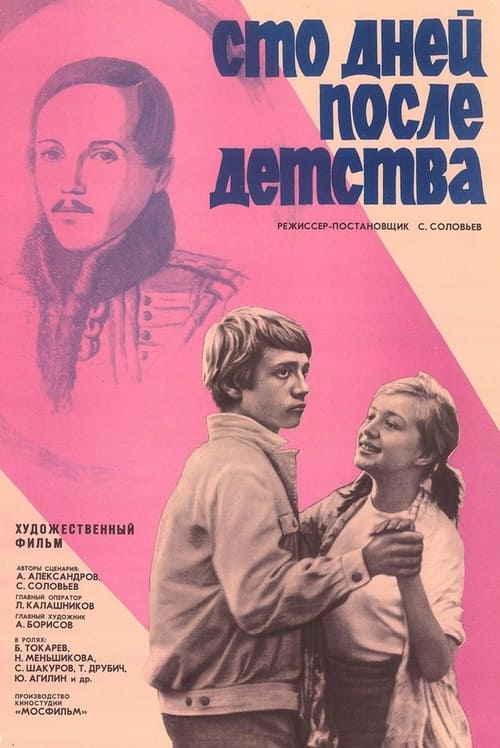 СТО ДНЕЙ
ПОСЛЕ
ДЕТСТВА
РЕЖИССЕР-ПОСТАНОВЩИК С. СОЛОВЬЕВ
ХУДОЖЕСТВЕННЫЙ
ФИЛЬМ
АВТОРЫ СЦЕНАРИЯ:
А. АЛЕКСАНДРОВ,
С. СОЛОВЬЕВ
ГЛАВНЫЙ ОПЕРАТОР
Л. КАЛАШНИКОВ
ГЛАВНЫЙ ХУДОЖНИК
А. БОРИСОВ
В РОЛЯХ:
Б. ТОКАРЕВ,
Н. МЕНЬШИКОВА,
С. ШАКУРОВ, Т. ДРУБИЧ,
Ю. АГИЛИН и др.
ПРОИЗВОДСТВО
КИНОСТУДИИ
«МОСФИЛЬМ»